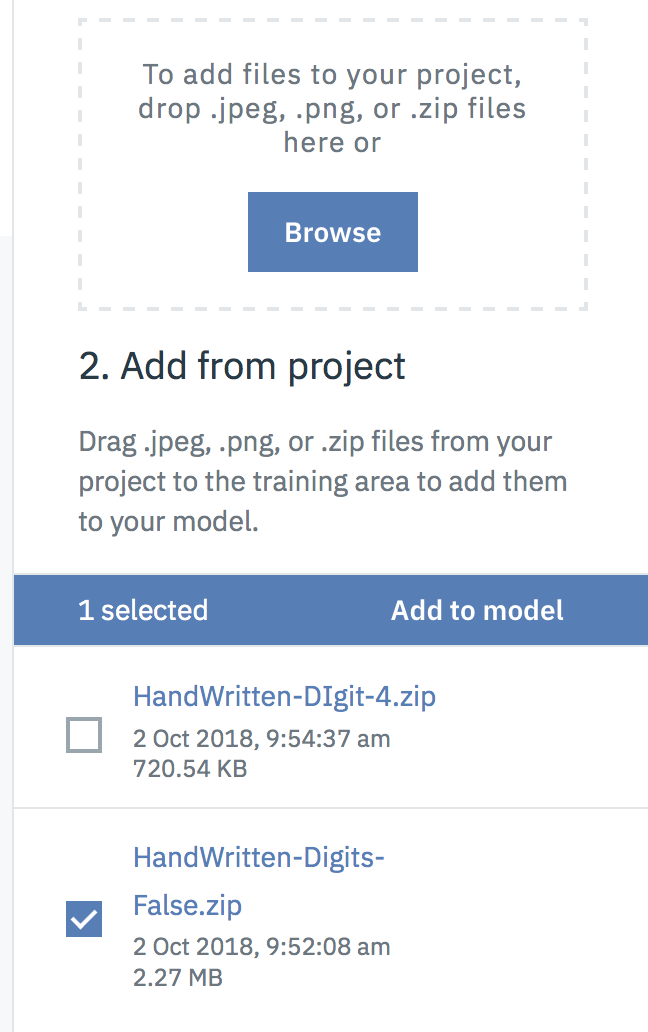 To add files to your project,
drop .jpeg, .png, or .zip files
here or
Browse
2. Add from project
Drag .jpeg, .png, or .zip files from your
project to the training area to add them
to your model.
1 selected
Add to model
HandWritten-DIgit-4.zip
2 Oct 2018, 9:54:37 am
720.54 KB
HandWritten-Digits-
False.zip
2 Oct 2018, 9:52:08 am
2.27 MB